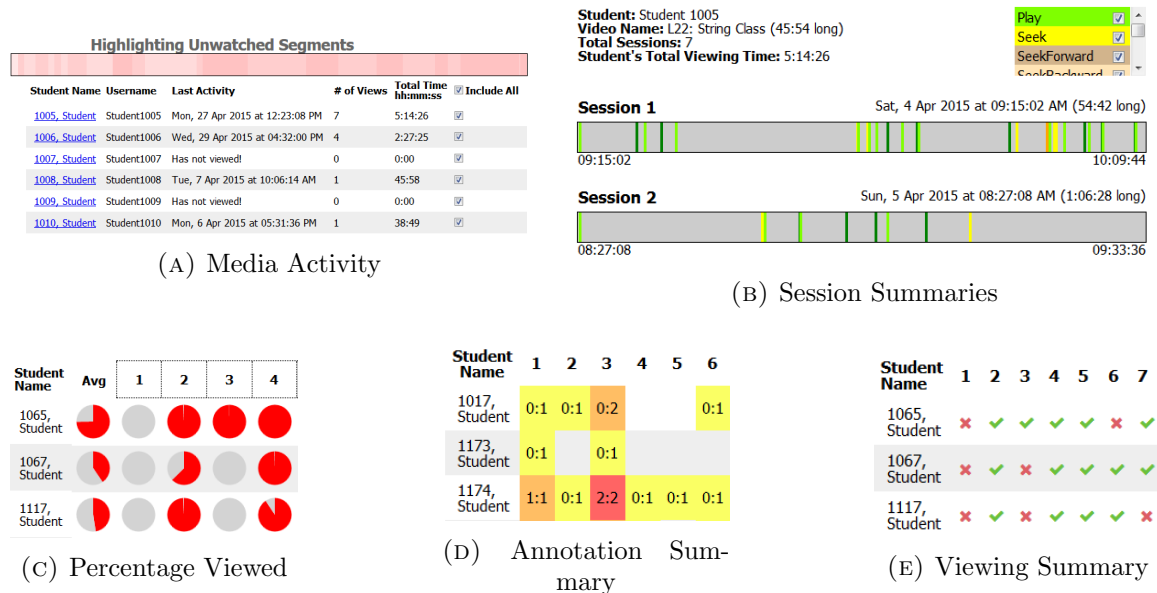 Highlighting Unwatched Segments
Student Name Username Last Activity # of Views Total Time hh:mm:ss Include All
1005, Student Student1005 Mon, 27 Apr 2015 at 12:23:08 PM 7 5:14:26
1006, Student Student1006 Wed, 29 Apr 2015 at 04:32:00 PM 4 2:27:25
1007, Student Student1007 Has not viewed! 0 0:00
1008, Student Student1008 Tue, 7 Apr 2015 at 10:06:14 AM 1 45:58
1009, Student Student1009 Has not viewed! 0 0:00
1010, Student Student1010 Mon, 6 Apr 2015 at 05:31:36 PM 1 38:49
(A) Media Activity
Student: Student 1005
Video Name: L22: String Class (45:54 long)
Total Sessions: 7
Student's Total Viewing Time: 5:14:26
Play
Seek
SeekForward
SeekBackward
Session 1 Sat, 4 Apr 2015 at 09:15:02 AM (54:42 long)
09:15:02 10:09:44
Session 2 Sun, 5 Apr 2015 at 08:27:08 AM (1:06:28 long)
08:27:08 09:33:36
(B) Session Summaries
Student Name Avg 1 2 3 4
1065, Student
1067, Student
1117, Student
(C) Percentage Viewed
Student Name 1 2 3 4 5 6
1017, Student 0:1 0:1 0:2 0:1
1173, Student 0:1 0:1
1174, Student 1:1 0:1 2:2 0:1 0:1 0:1
(D) Annotation Sum-
mary
Student Name 1 2 3 4 5 6 7
1065, Student
1067, Student
1117, Student
(E) Viewing Summary